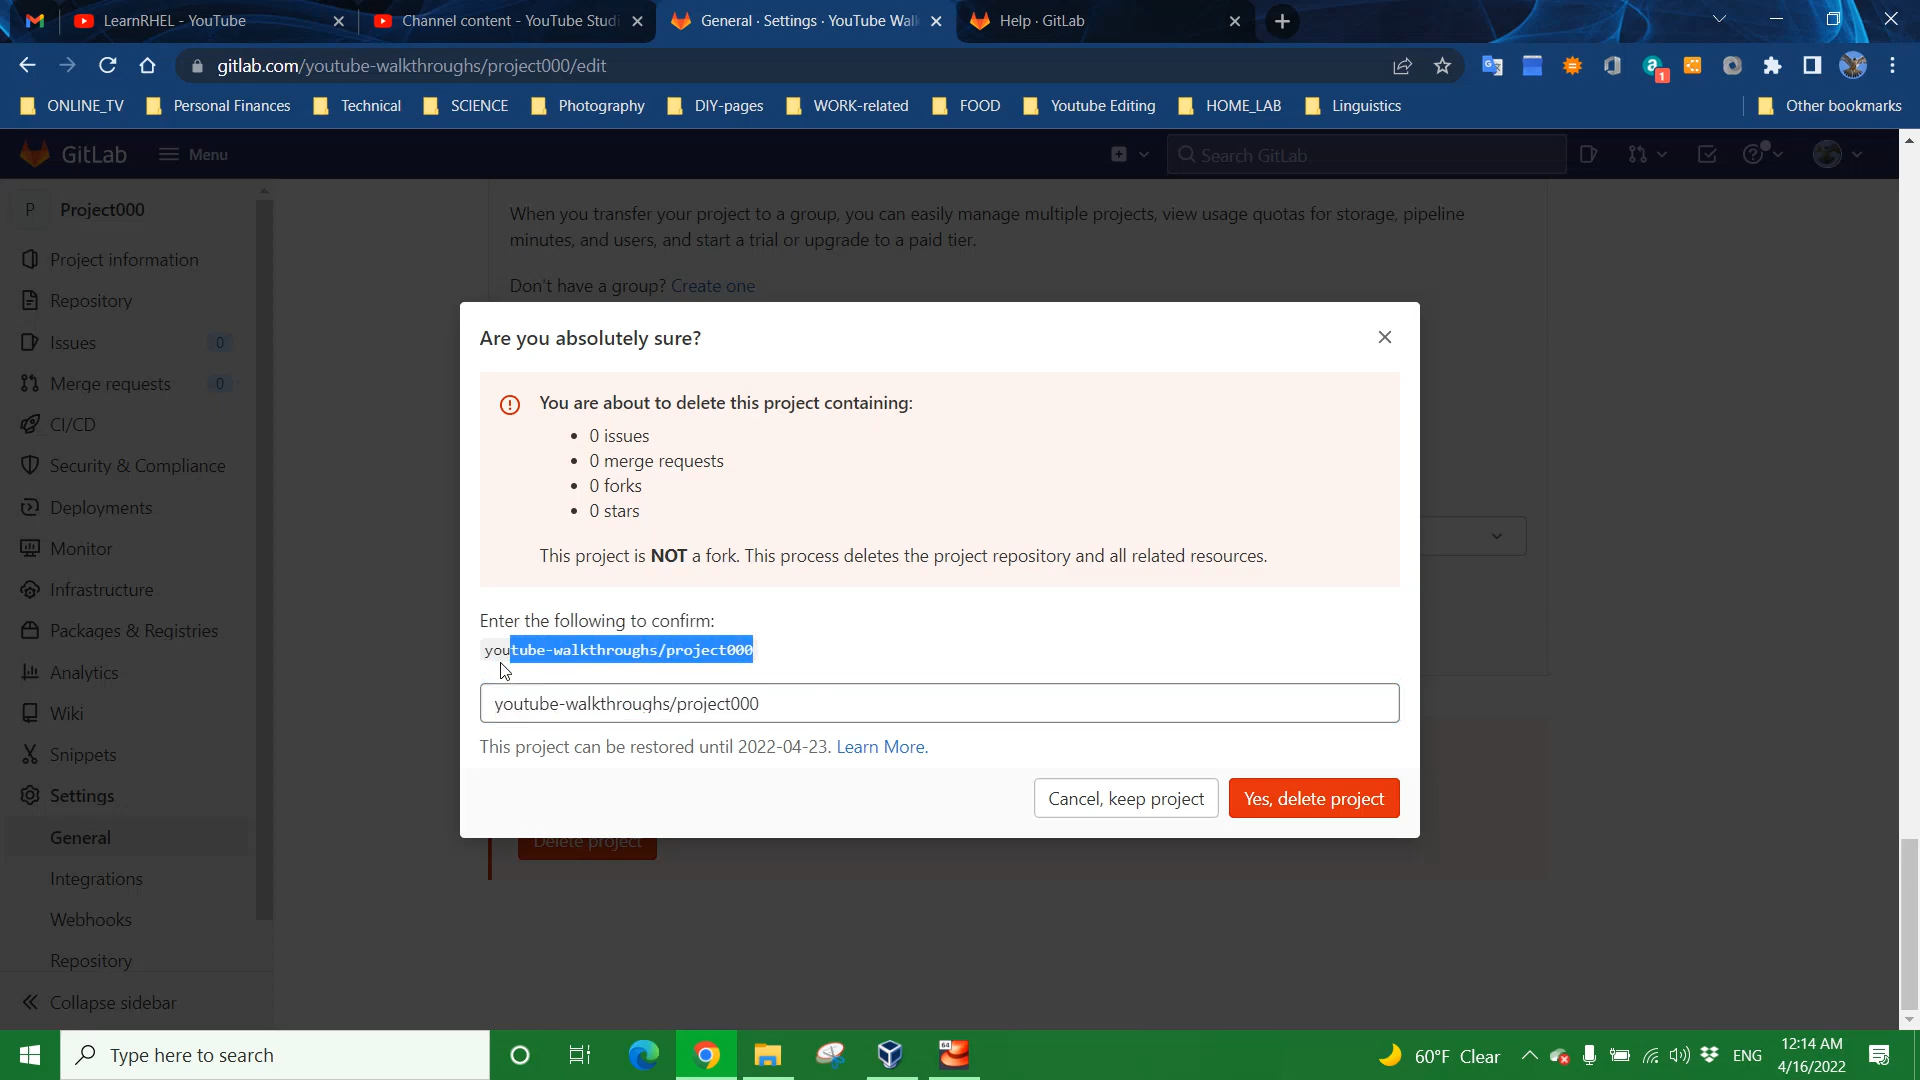 LearnRHEL - YouTube
Channel content - YouTube Studi
General · Settings · YouTube Walk
Help · GitLab
gitlab.com/youtube-walkthroughs/project000/edit
1
ONLINE_TV
Personal Finances
Technical
SCIENCE
Photography
DIY-pages
WORK-related
FOOD
Youtube Editing
HOME_LAB
Linguistics
Other bookmarks
GitLab
Menu
Search GitLab
P Project000
Project information
Repository
Issues 0
Merge requests 0
CI/CD
Security & Compliance
Deployments
Monitor
Infrastructure
Packages & Registries
Analytics
Wiki
Snippets
Settings
General
Integrations
Webhooks
Repository
Collapse sidebar
When you transfer your project to a group, you can easily manage multiple projects, view usage quotas for storage, pipeline
minutes, and users, and start a trial or upgrade to a paid tier.
Don't have a group? Create one
Are you absolutely sure?
You are about to delete this project containing:
• 0 issues
• 0 merge requests
• 0 forks
• 0 stars
This project is NOT a fork. This process deletes the project repository and all related resources.
Enter the following to confirm:
youtube-walkthroughs/project000
youtube-walkthroughs/project000
This project can be restored until 2022-04-23. Learn More.
Cancel, keep project
Yes, delete project
Delete project
Type here to search
64
60°F Clear
ENG
12:14 AM
4/16/2022